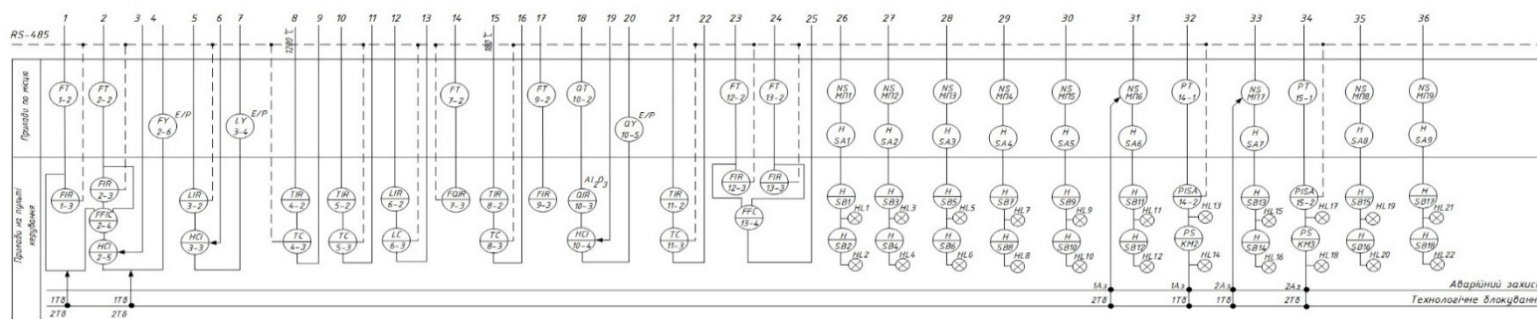 1 2 3 4 5 6 7 8 9 10 11 12 13 14 15 16 17 18 19 20 21 22 23 24 25 26 27 28 29 30 31 32 33 34 35 36
RS-485
1200 °C
Прилади по місцю
FT 1-2
FT 2-2
FY 2-6
E/P
LY 3-4
E/P
FT 7-2
FT 9-2
QT 10-2
QY 10-5
E/P
FT 12-2
FT 13-2
NS МП1
NS МП2
NS МП3
NS МП4
NS МП5
NS МП6
PT 14-1
NS МП7
PT 15-1
NS МП8
NS МП9
H SA1
H SA2
H SA3
H SA4
H SA5
H SA6
H SA7
H SA8
H SA9
Прилади на пульті керування
FIR 1-3
FIR 2-3
FFIC 2-4
HCI 2-5
LIR 3-2
HCI 3-3
TIR 4-2
TC 4-3
TIR 5-2
TC 5-3
LIR 6-2
LC 6-3
FQIR 7-3
TIR 8-2
TC 8-3
FIR 9-3
Al2O3
QIR 10-3
HCI 10-4
TIR 11-2
TC 11-3
FIR 12-3
FIR 13-3
FFC 13-4
H SB1 HL1
H SB3 HL3
H SB5 HL5
H SB7 HL7
H SB9 HL9
H SB11 HL11
PISA 14-2 HL13
H SB13 HL15
PISA 15-2 HL17
H SB15 HL19
H SB17 HL21
H SB2 HL2
H SB4 HL4
H SB6 HL6
H SB8 HL8
H SB10 HL10
H SB12 HL12
PS KM2 HL14
H SB14 HL16
PS KM3 HL18
H SB16 HL20
H SB18 HL22
1Аз 1Аз 2Аз 2Аз Аварійний захис
1Тб 1Тб 2Тб 1Тб 1Тб 2Тб Технологічне блокуван
2Тб 2Тб